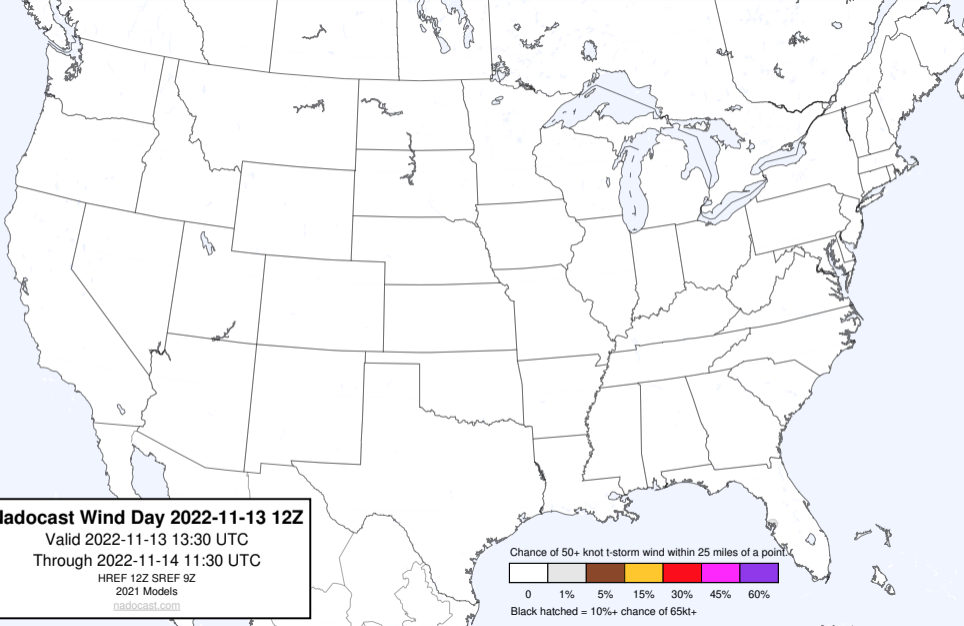 Nadocast Wind Day 2022-11-13 12Z
Valid 2022-11-13 13:30 UTC
Through 2022-11-14 11:30 UTC
HREF 12Z SREF 9Z
2021 Models
nadocast.com
Chance of 50+ knot t-storm wind within 25 miles of a point.
0 1% 5% 15% 30% 45% 60%
Black hatched = 10%+ chance of 65kt+